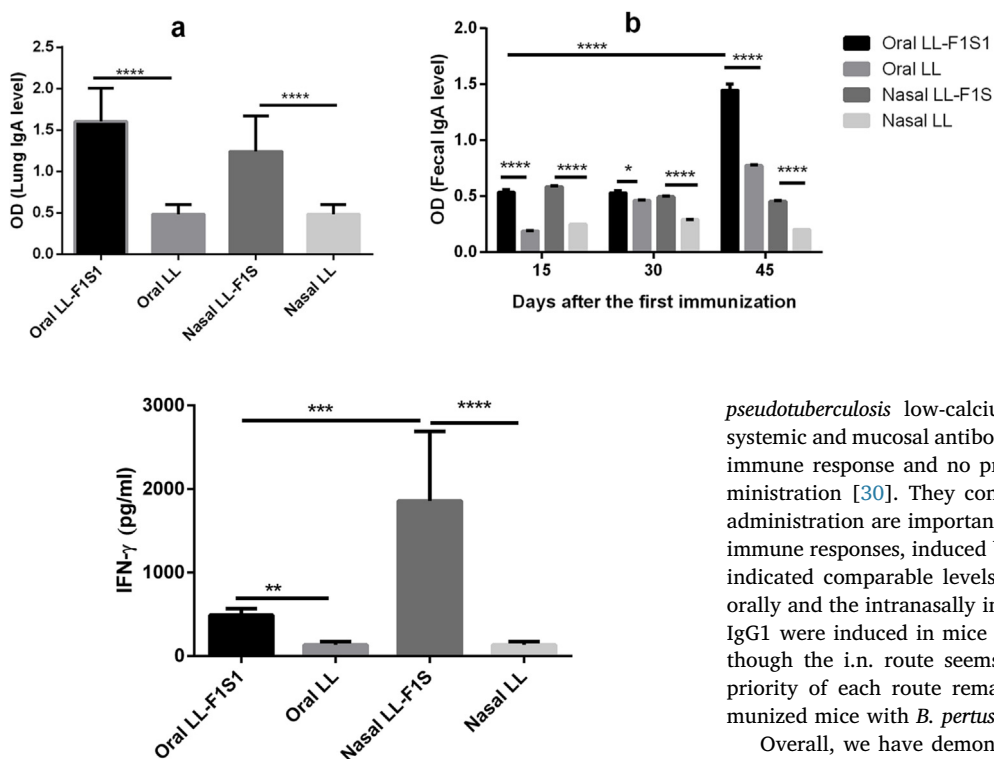 a
OD (Lung IgA level)
2.5
2.0
1.5
1.0
0.5
0.0
****
****
Oral LL-F1S1
Oral LL
Nasal LL-F1S
Nasal LL
b
OD (Fecal IgA level)
2.0
1.5
1.0
0.5
0.0
****
****
****
****
*
****
****
15
30
45
Days after the first immunization
Oral LL-F1S1
Oral LL
Nasal LL-F1S
Nasal LL
IFN-γ (pg/ml)
3000
2000
1000
0
***
****
**
Oral LL-F1S1
Oral LL
Nasal LL-F1S
Nasal LL
pseudotuberculosis low-calciu
systemic and mucosal antibo
immune response and no pr
ministration [30]. They con
administration are important
immune responses, induced b
indicated comparable levels
orally and the intranasally in
IgG1 were induced in mice
though the i.n. route seems
priority of each route rema
munized mice with B. pertus
Overall, we have demon